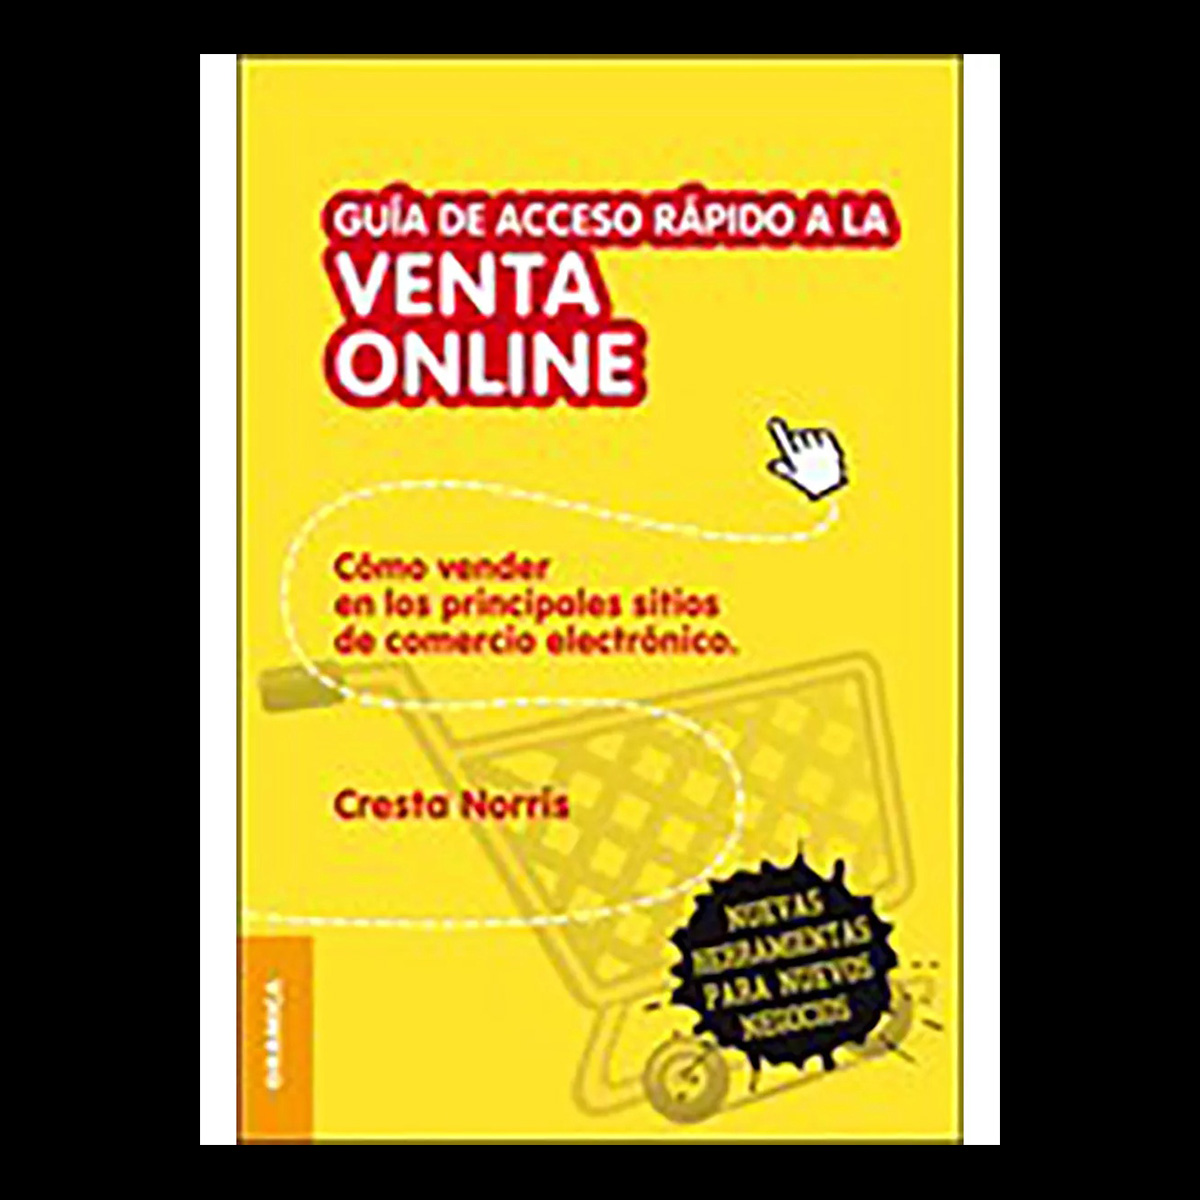 GUÍA DE ACCESO RÁPIDO A LA
VENTA
ONLINE
Cómo vender
en los principales sitios
de comercio electrónico.
Cresta Norris
NUEVAS
HERRAMIENTAS
PARA NUEVOS
NEGOCIOS
GRANICA